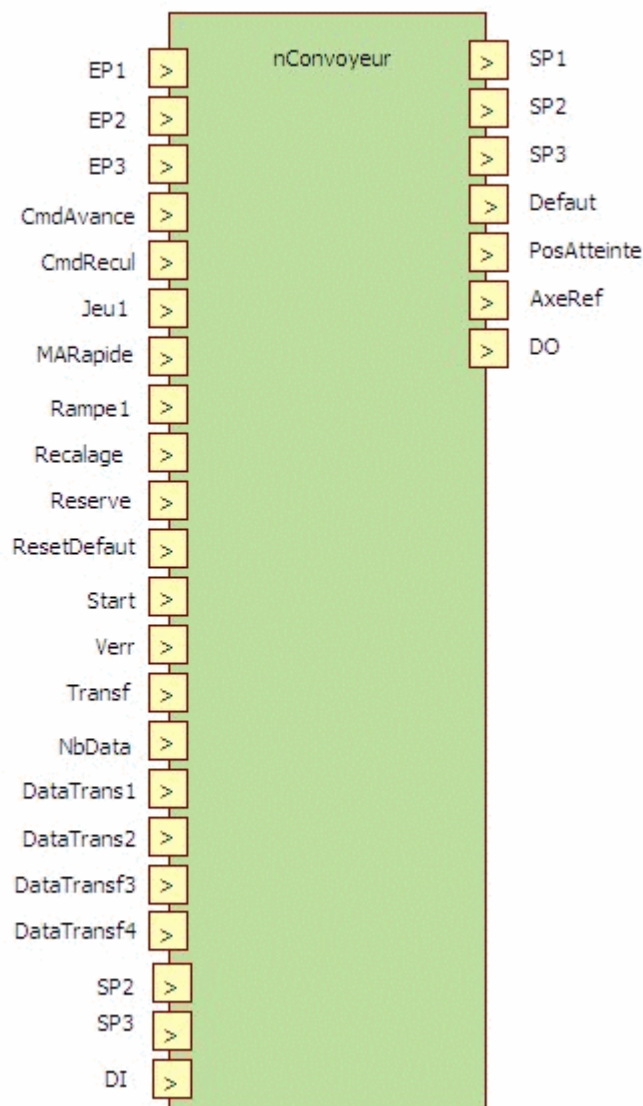 nConvoyeur
EP1
EP2
EP3
CmdAvance
CmdRecul
Jeu1
MARapide
Rampe1
Recalage
Reserve
ResetDefaut
Start
Verr
Transf
NbData
DataTrans1
DataTrans2
DataTransf3
DataTransf4
SP2
SP3
DI
SP1
SP2
SP3
Defaut
PosAtteinte
AxeRef
DO